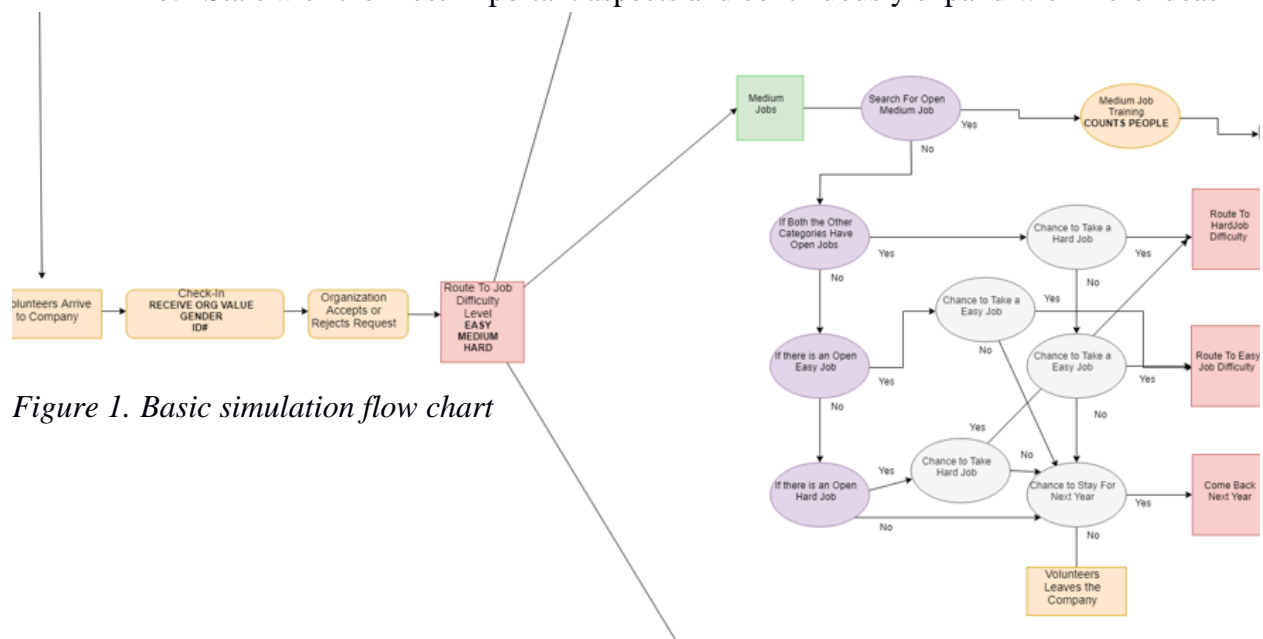 Medium
Jobs
Search For Open
Medium Job
Yes
No
Medium Job
Training
COUNTS PEOPLE
If Both the Other
Categories Have
Open Jobs
Yes
No
Chance to Take a
Hard Job
Yes
No
Route To
HardJob
Difficulty
Arrive
to Company
Check-In
RECEIVE ORG VALUE
GENDER
ID#
Organization
Accepts or
Rejects Request
Route To Job
Difficulty
Level
EASY
MEDIUM
HARD
Chance to Take a
Easy Job
Yes
No
If there is an Open
Easy Job
Yes
No
Chance to Take a
Easy Job
Yes
No
Route To Easy
Job Difficulty
Figure 1. Basic simulation flow chart
If there is an Open
Hard Job
Yes
No
Chance to Take
Hard Job
Yes
No
Chance to Stay For
Next Year
Yes
No
Come Back
Next Year
Volunteers
Leaves the
Company